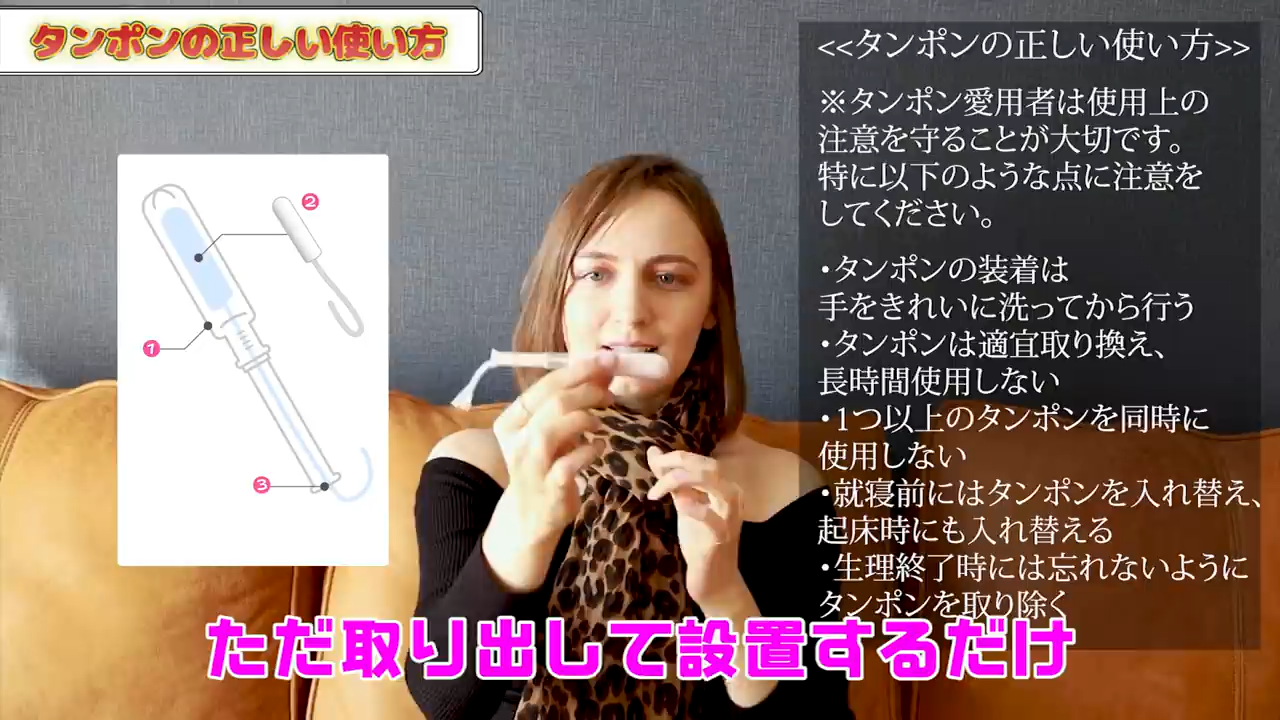 タンポンの正しい使い方
<<タンポンの正しい使い方>>
※タンポン愛用者は使用上の
注意を守ることが大切です。
特に以下のような点に注意を
してください。
・タンポンの装着は
手をきれいに洗ってから行う
・タンポンは適宜取り換え、
長時間使用しない
・1つ以上のタンポンを同時に
使用しない
・就寝前にはタンポンを入れ替え、
起床時にも入れ替える
・生理終了時には忘れないように
タンポンを取り除く
2
1
3
ただ取り出して設置するだけ